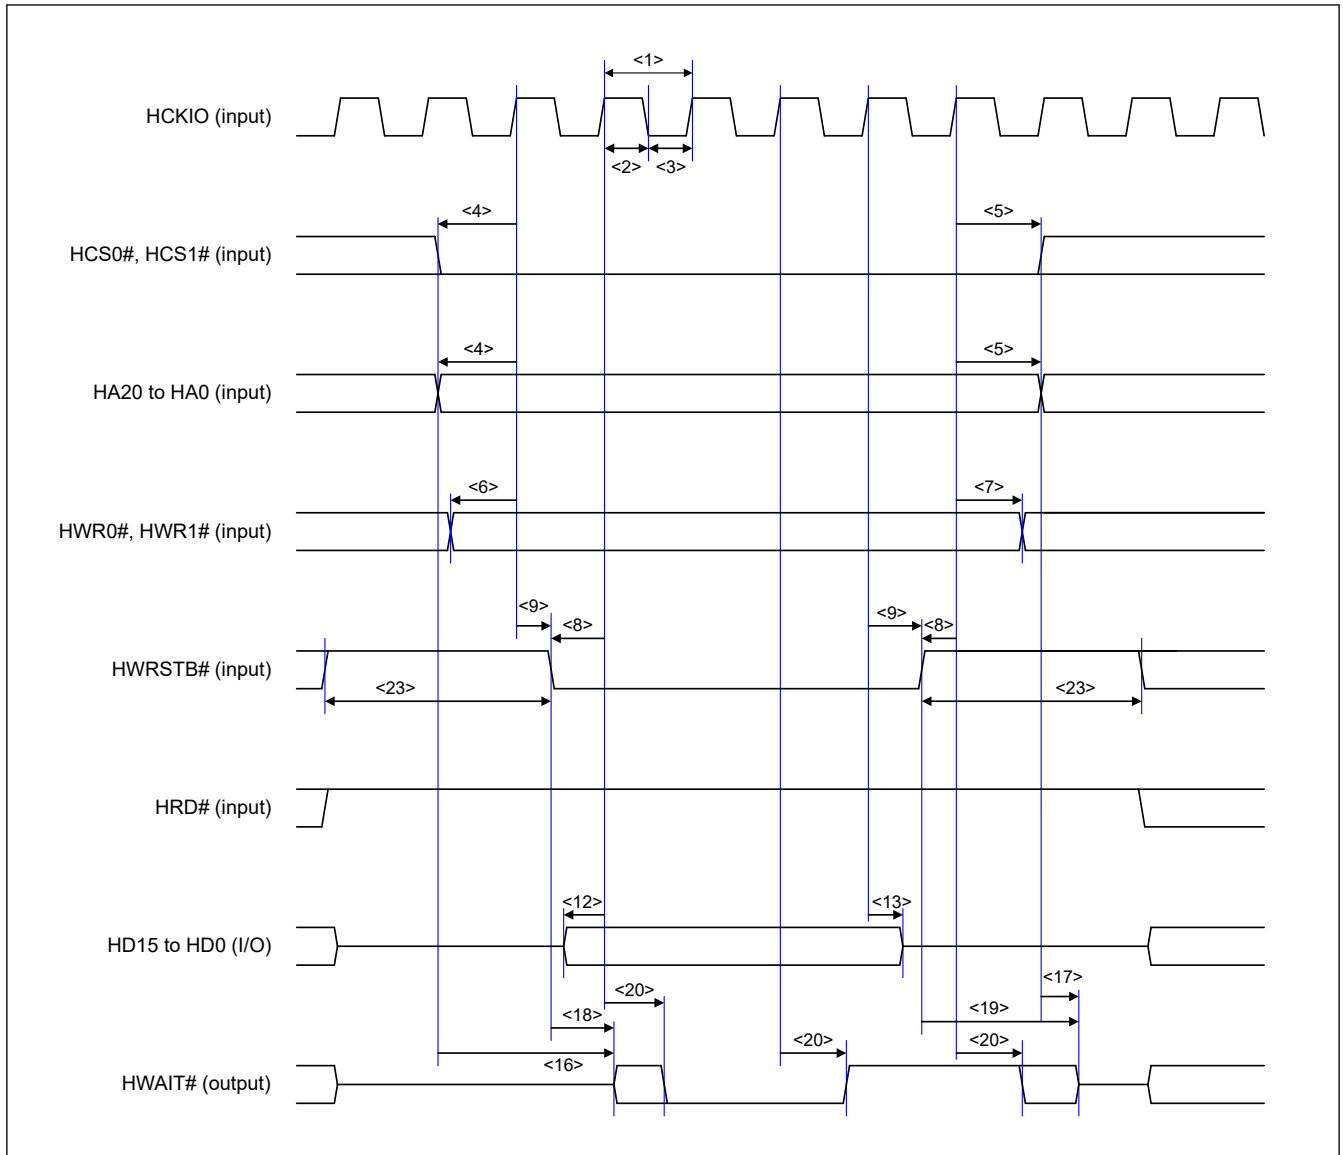 <1>
HCKIO (input)
<2> <3>
<4> <5>
HCS0#, HCS1# (input)
<4> <5>
HA20 to HA0 (input)
<6> <7>
HWR0#, HWR1# (input)
<9> <8> <9> <8>
HWRSTB# (input)
<23> <23>
HRD# (input)
<12> <13>
HD15 to HD0 (I/O)
<17>
<20>
<18> <19>
<20> <20>
<16>
HWAIT# (output)